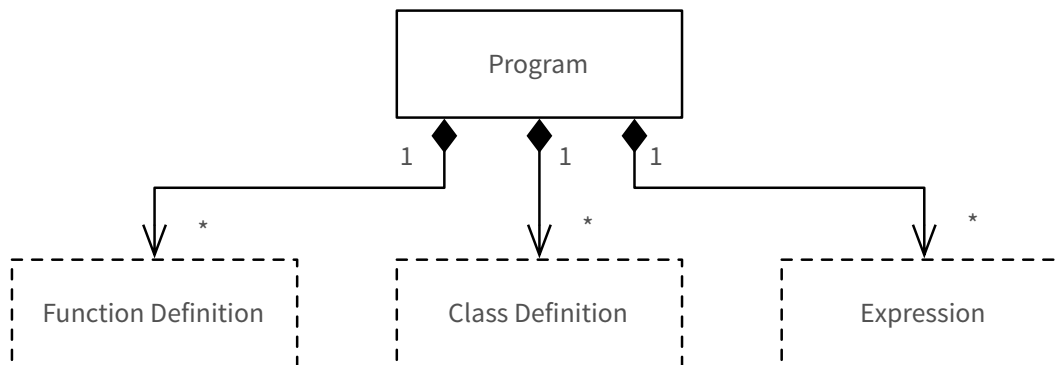 Program
1
1
1
*
*
*
Function Definition
Class Definition
Expression